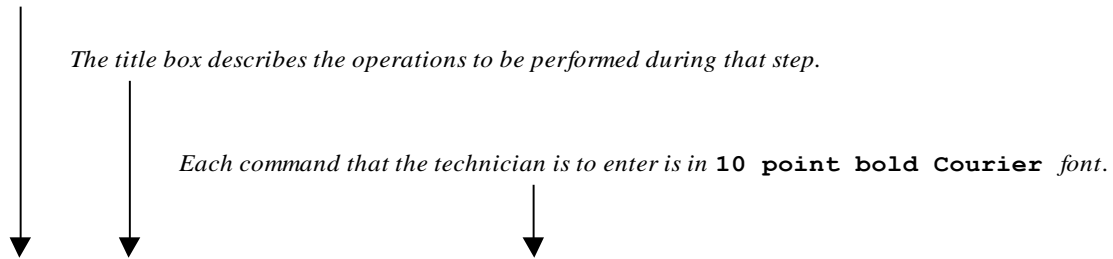 The title box describes the operations to be performed during that step.
Each command that the technician is to enter is in 10 point bold Courier font.